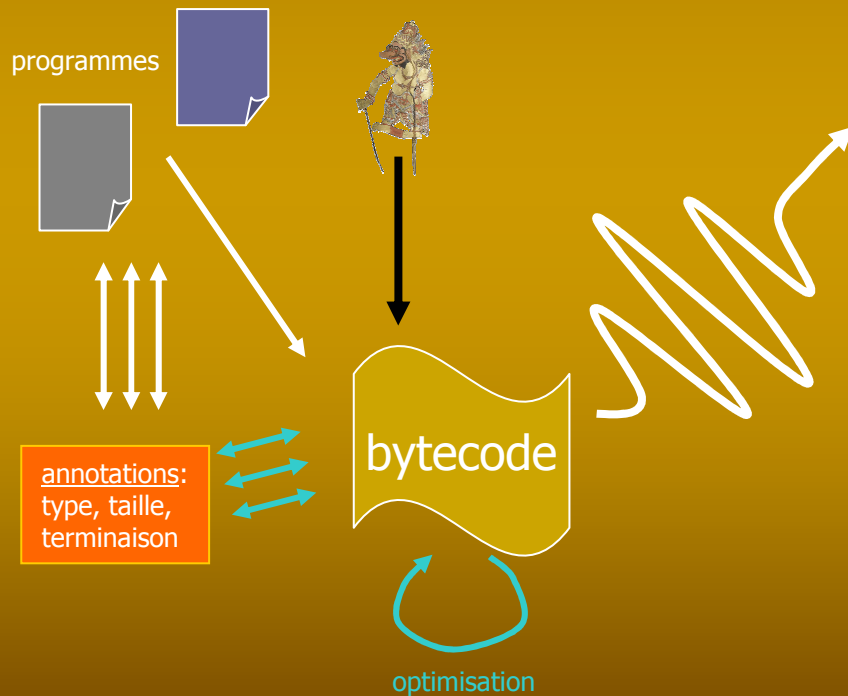 programmes
bytecode
annotations:
type, taille,
terminaison
optimisation